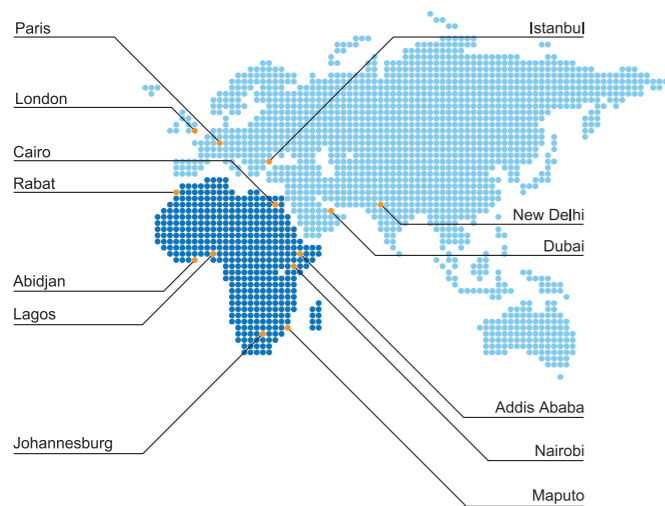 Paris
Istanbul
London
Cairo
Rabat
New Delhi
Dubai
Abidjan
Lagos
Addis Ababa
Johannesburg
Nairobi
Maputo